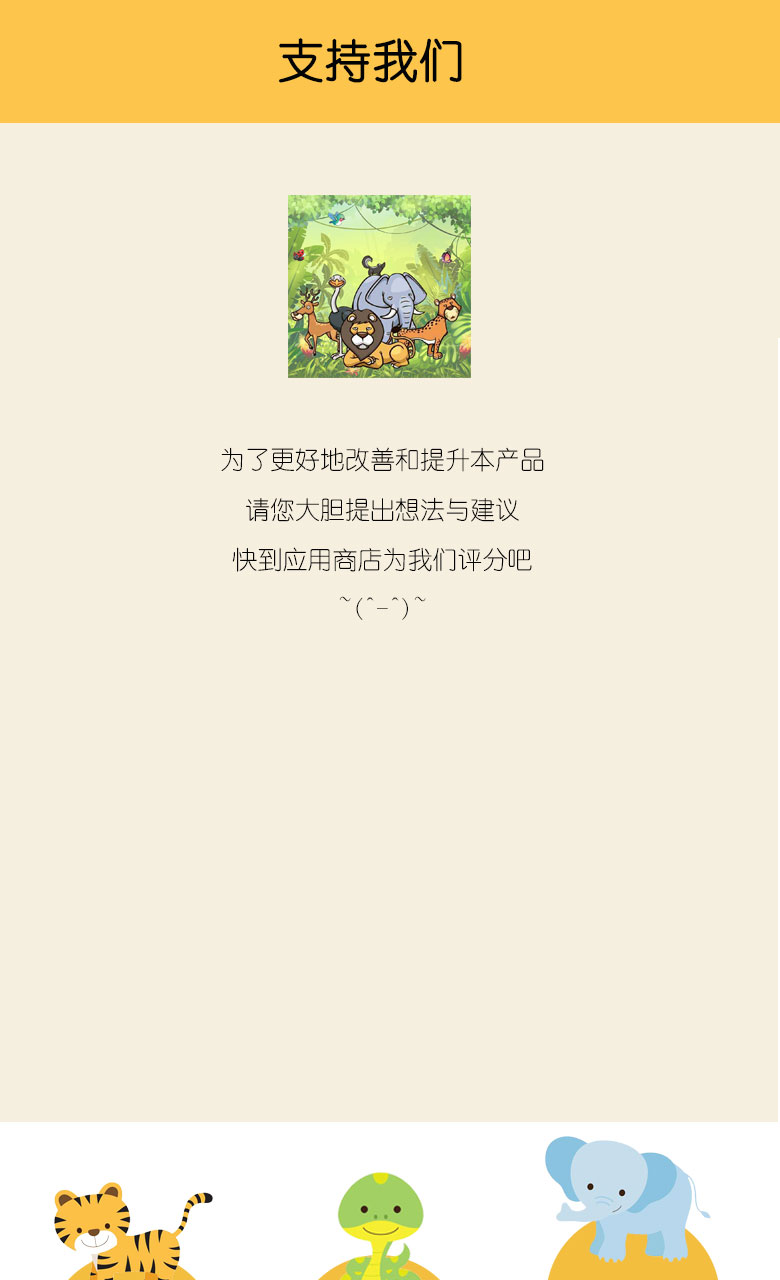 支持我们
为了更好地改善和提升本产品
请您大胆提出想法与建议
快到应用商店为我们评分吧
~(^-^)~